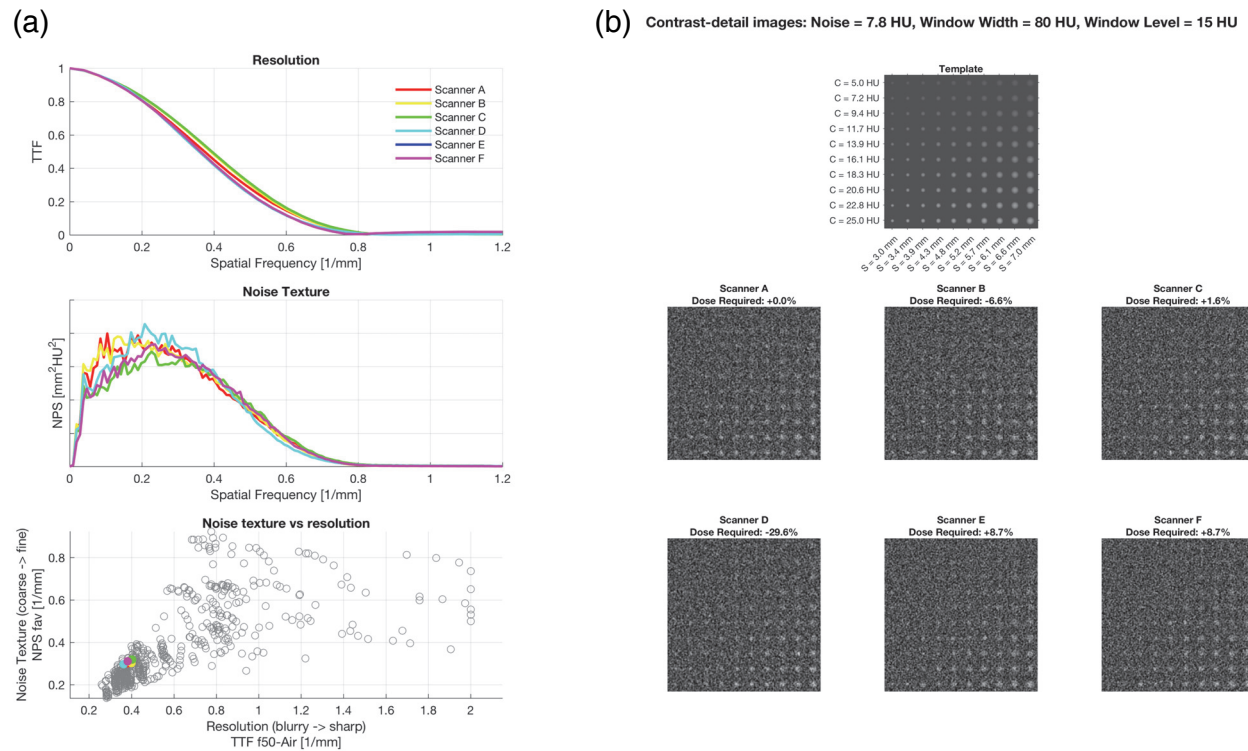 (a)
Resolution
1
0.8
0.6
0.4
0.2
0
TTF
Scanner A
Scanner B
Scanner C
Scanner D
Scanner E
Scanner F
0 0.2 0.4 0.6 0.8 1 1.2
Spatial Frequency [1/mm]
Noise Texture
NPS [mm²HU²]
0 0.2 0.4 0.6 0.8 1 1.2
Spatial Frequency [1/mm]
Noise texture vs resolution
Noise Texture (coarse -> fine)
NPS fav [1/mm]
0.8
0.6
0.4
0.2
0.2 0.4 0.6 0.8 1 1.2 1.4 1.6 1.8 2
Resolution (blurry -> sharp)
TTF f50-Air [1/mm]
(b)
Contrast-detail images: Noise = 7.8 HU, Window Width = 80 HU, Window Level = 15 HU
Template
C = 5.0 HU
C = 7.2 HU
C = 9.4 HU
C = 11.7 HU
C = 13.9 HU
C = 16.1 HU
C = 18.3 HU
C = 20.6 HU
C = 22.8 HU
C = 25.0 HU
S = 3.0 mm
S = 3.4 mm
S = 3.9 mm
S = 4.3 mm
S = 4.8 mm
S = 5.2 mm
S = 5.7 mm
S = 6.1 mm
S = 6.6 mm
S = 7.0 mm
Scanner A
Dose Required: +0.0%
Scanner B
Dose Required: -6.6%
Scanner C
Dose Required: +1.6%
Scanner D
Dose Required: -29.6%
Scanner E
Dose Required: +8.7%
Scanner F
Dose Required: +8.7%